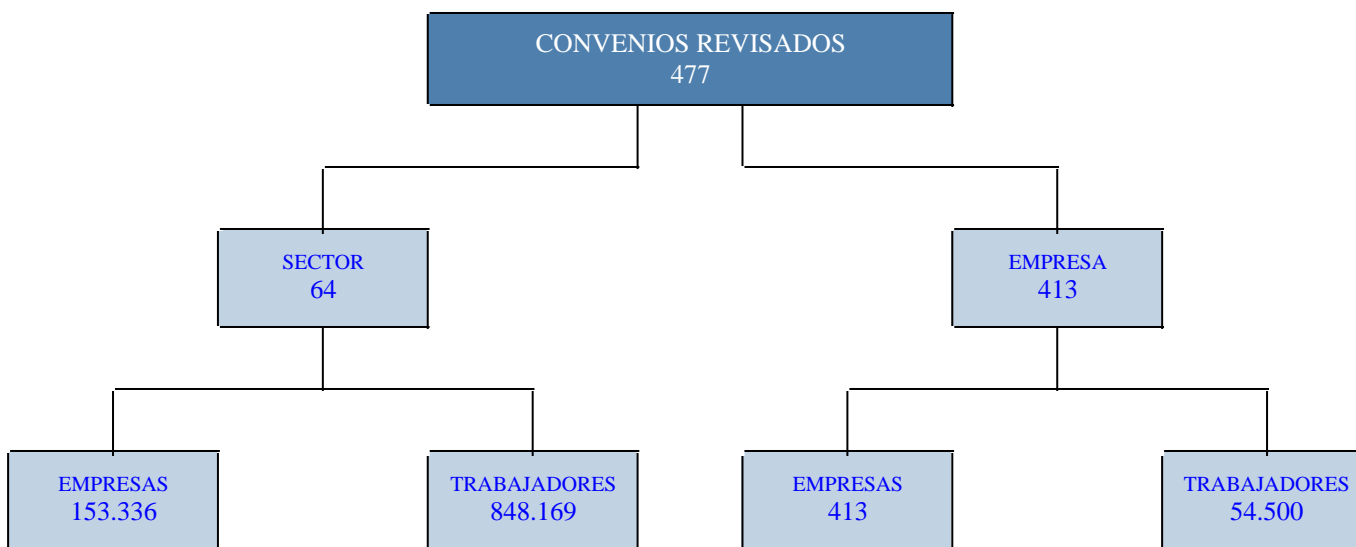 CONVENIOS REVISADOS
477
SECTOR
64
EMPRESA
413
EMPRESAS
153.336
TRABAJADORES
848.169
EMPRESAS
413
TRABAJADORES
54.500